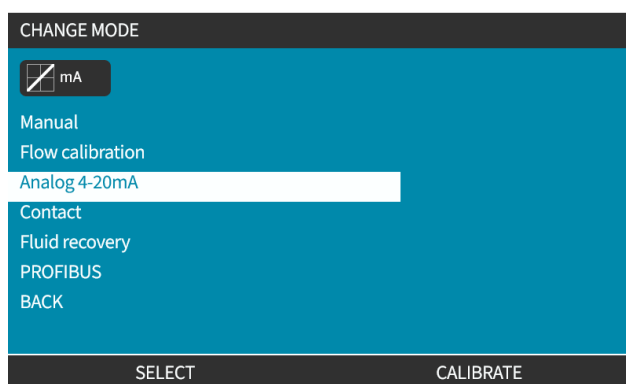 CHANGE MODE
mA
Manual
Flow calibration
Analog 4-20mA
Contact
Fluid recovery
PROFIBUS
BACK
SELECT CALIBRATE